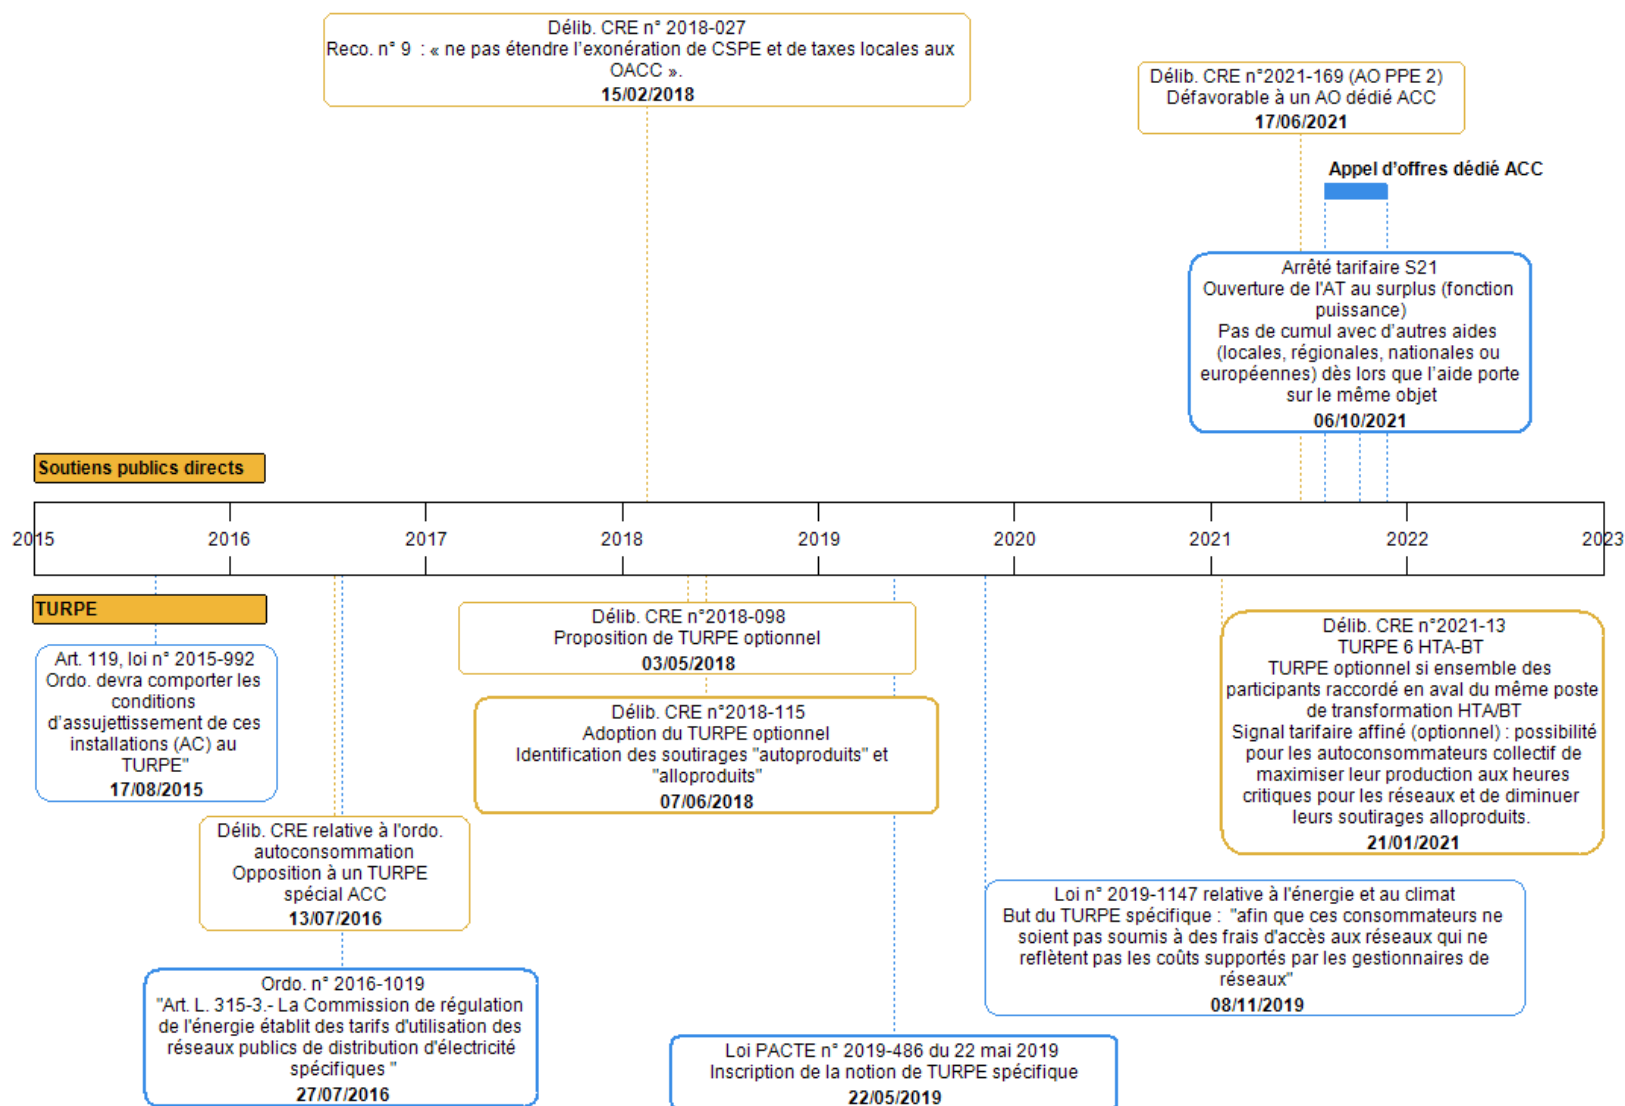 Délib. CRE n° 2018-027
Reco. n° 9 : « ne pas étendre l'exonération de CSPE et de taxes locales aux
OACC ».
15/02/2018
Délib. CRE n°2021-169 (AO PPE 2)
Défavorable à un AO dédié ACC
17/06/2021
Appel d'offres dédié ACC
Arrêté tarifaire S21
Ouverture de l'AT au surplus (fonction
puissance)
Pas de cumul avec d'autres aides
(locales, régionales, nationales ou
européennes) dès lors que l'aide porte
sur le même objet
06/10/2021
Soutiens publics directs
2015
2016
2017
2018
2019
2020
2021
2022
2023
TURPE
Art. 119, loi n° 2015-992
Ordo. devra comporter les
conditions
d'assujettissement de ces
installations (AC) au
TURPE"
17/08/2015
Délib. CRE relative à l'ordo.
autoconsommation
Opposition à un TURPE
spécial ACC
13/07/2016
Ordo. n° 2016-1019
"Art. L. 315-3.- La Commission de régulation
de l'énergie établit des tarifs d'utilisation des
réseaux publics de distribution d'électricité
spécifiques "
27/07/2016
Délib. CRE n°2018-098
Proposition de TURPE optionnel
03/05/2018
Délib. CRE n°2018-115
Adoption du TURPE optionnel
Identification des soutirages "autoproduits" et
"alloproduits"
07/06/2018
Loi PACTE n° 2019-486 du 22 mai 2019
Inscription de la notion de TURPE spécifique
22/05/2019
Loi n° 2019-1147 relative à l'énergie et au climat
But du TURPE spécifique : "afin que ces consommateurs ne
soient pas soumis à des frais d'accès aux réseaux qui ne
reflètent pas les coûts supportés par les gestionnaires de
réseaux"
08/11/2019
Délib. CRE n°2021-13
TURPE 6 HTA-BT
TURPE optionnel si ensemble des
participants raccordé en aval du même poste
de transformation HTA/BT
Signal tarifaire affiné (optionnel) : possibilité
pour les autoconsommateurs collectif de
maximiser leur production aux heures
critiques pour les réseaux et de diminuer
leurs soutirages alloproduits.
21/01/2021